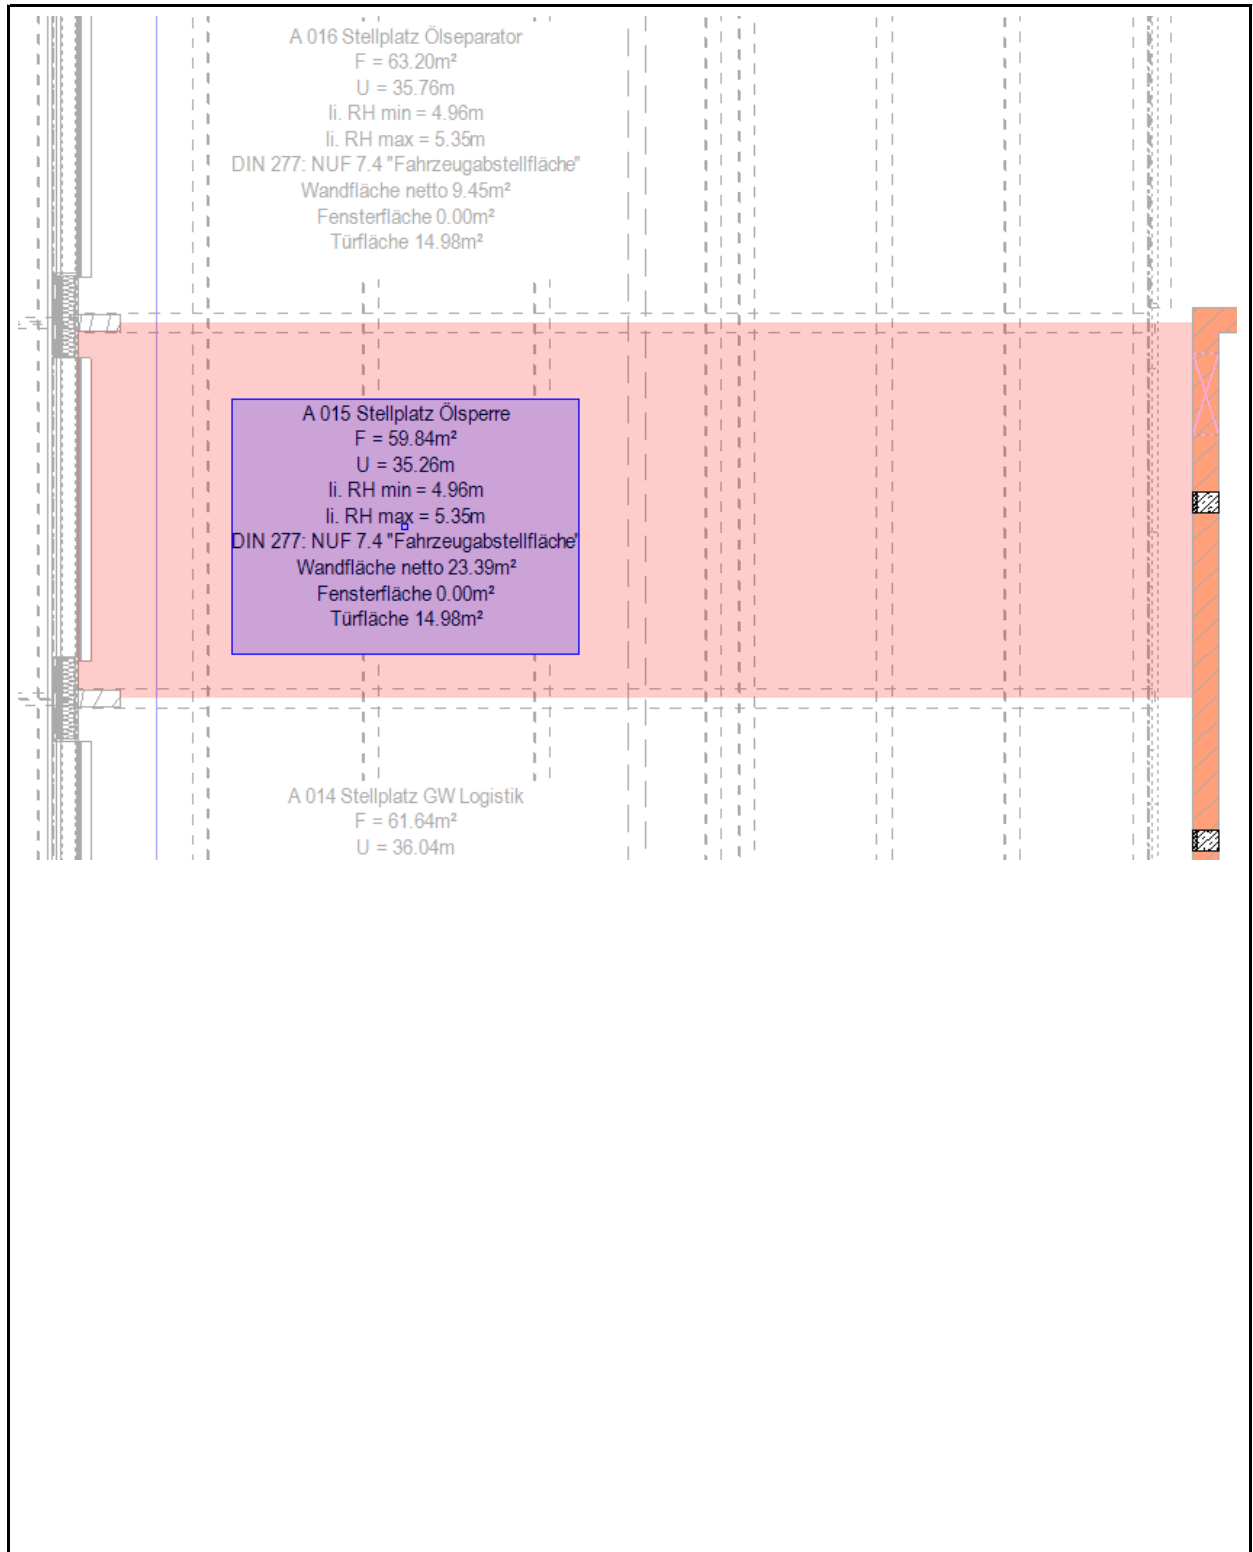 A 016 Stellplatz Ölseparator
F = 63.20m²
U = 35.76m
li. RH min = 4.96m
li. RH max = 5.35m
DIN 277: NUF 7.4 "Fahrzeugabstellfläche"
Wandfläche netto 9.45m²
Fensterfläche 0.00m²
Türfläche 14.98m²
A 015 Stellplatz Ölsperre
F = 59.84m²
U = 35.26m
li. RH min = 4.96m
li. RH max = 5.35m
DIN 277: NUF 7.4 "Fahrzeugabstellfläche"
Wandfläche netto 23.39m²
Fensterfläche 0.00m²
Türfläche 14.98m²
A 014 Stellplatz GW Logistik
F = 61.64m²
U = 36.04m